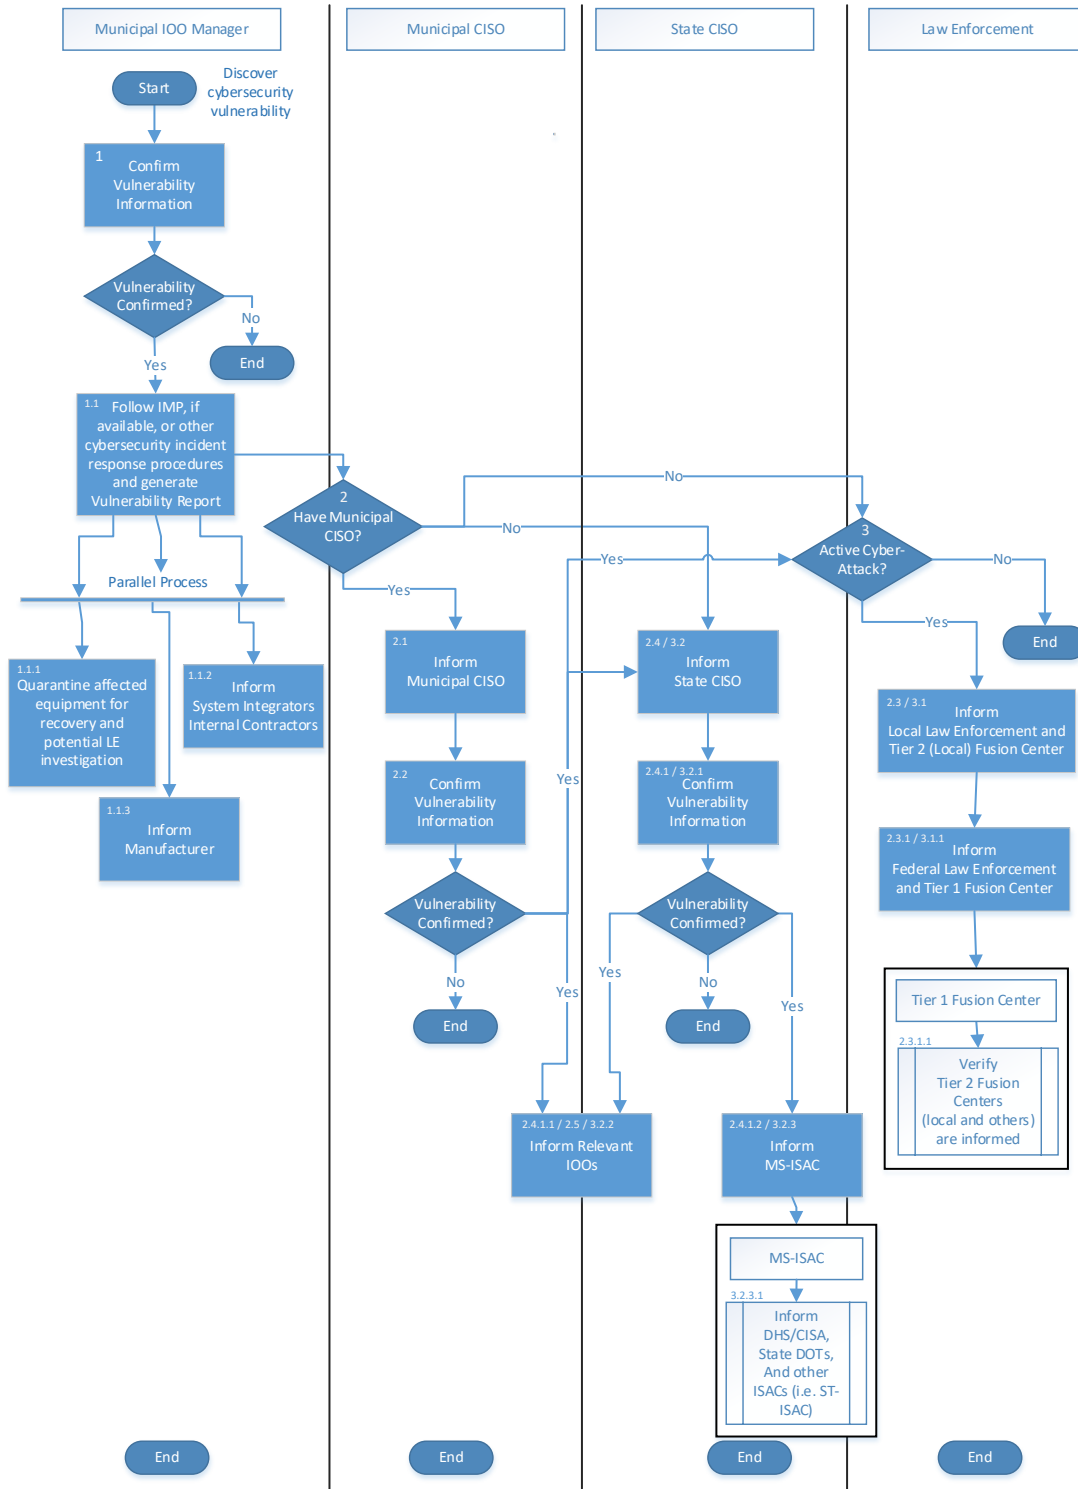 Municipal IOO Manager
Municipal CISO
State CISO
Law Enforcement
Start
Discover
cybersecurity
vulnerability
1
Confirm
Vulnerability
Information
Vulnerability
Confirmed?
No
End
Yes
1.1
Follow IMP, if
available, or other
cybersecurity incident
response procedures
and generate
Vulnerability Report
Parallel Process
1.1.1
Quarantine affected
equipment for
recovery and
potential LE
investigation
1.1.2
Inform
System Integrators
Internal Contractors
1.1.3
Inform
Manufacturer
2
Have Municipal
CISO?
No
No
Yes
Yes
2.1
Inform
Municipal CISO
2.2
Confirm
Vulnerability
Information
Vulnerability
Confirmed?
No
End
Yes
Yes
2.4 / 3.2
Inform
State CISO
2.4.1 / 3.2.1
Confirm
Vulnerability
Information
Vulnerability
Confirmed?
Yes
No
End
Yes
2.4.1.1 / 2.5 / 3.2.2
Inform Relevant
IOOs
2.4.1.2 / 3.2.3
Inform
MS-ISAC
MS-ISAC
3.2.3.1
Inform
DHS/CISA,
State DOTs,
And other
ISACs (i.e. ST-
ISAC)
3
Active Cyber-
Attack?
No
End
Yes
2.3 / 3.1
Inform
Local Law Enforcement and
Tier 2 (Local) Fusion Center
2.3.1 / 3.1.1
Inform
Federal Law Enforcement
and Tier 1 Fusion Center
Tier 1 Fusion Center
2.3.1.1
Verify
Tier 2 Fusion
Centers
(local and others)
are informed
End
End
End
End